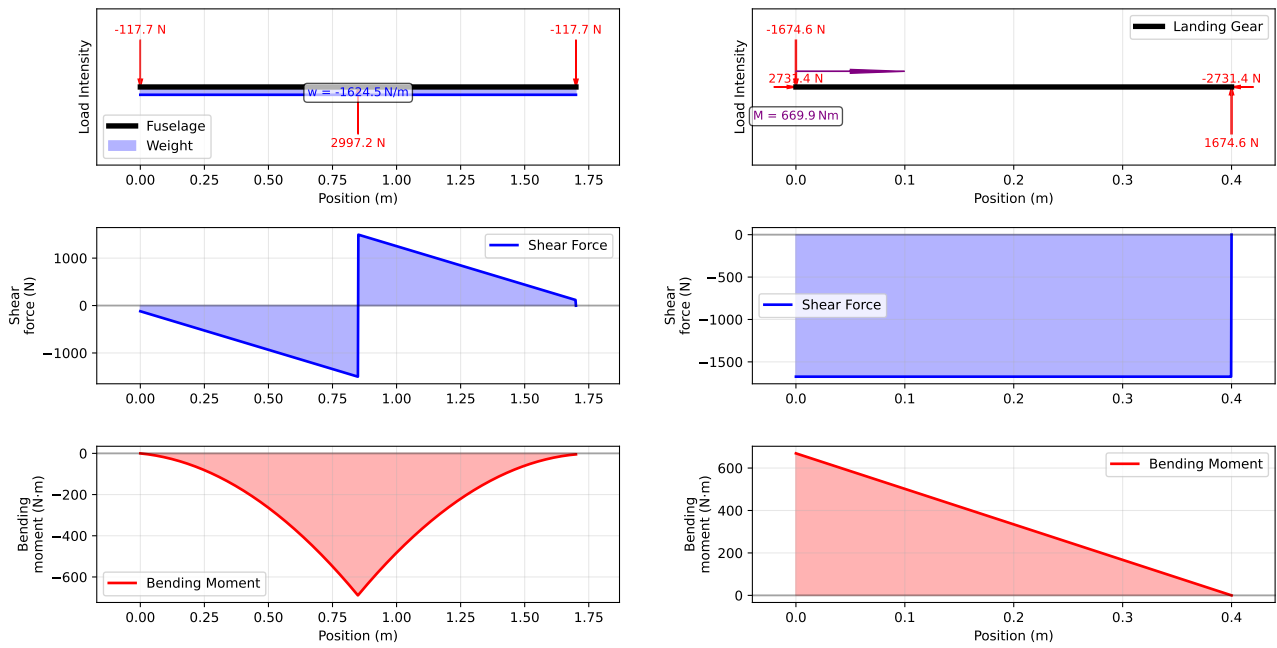 -117.7 N
-117.7 N
Load Intensity
w = -1624.5 N/m
Fuselage
Weight
2997.2 N
0.00 0.25 0.50 0.75 1.00 1.25 1.50 1.75
Position (m)
-1674.6 N
Landing Gear
Load Intensity
2731.4 N
-2731.4 N
M = 669.9 Nm
1674.6 N
0.0 0.1 0.2 0.3 0.4
Position (m)
Shear
force (N)
1000
0
−1000
Shear Force
0.00 0.25 0.50 0.75 1.00 1.25 1.50 1.75
Shear
force (N)
0
−500
−1000
−1500
Shear Force
0.0 0.1 0.2 0.3 0.4
Bending
moment (N·m)
0
−200
−400
−600
Bending Moment
0.00 0.25 0.50 0.75 1.00 1.25 1.50 1.75
Position (m)
Bending
moment (N·m)
600
400
200
0
Bending Moment
0.0 0.1 0.2 0.3 0.4
Position (m)